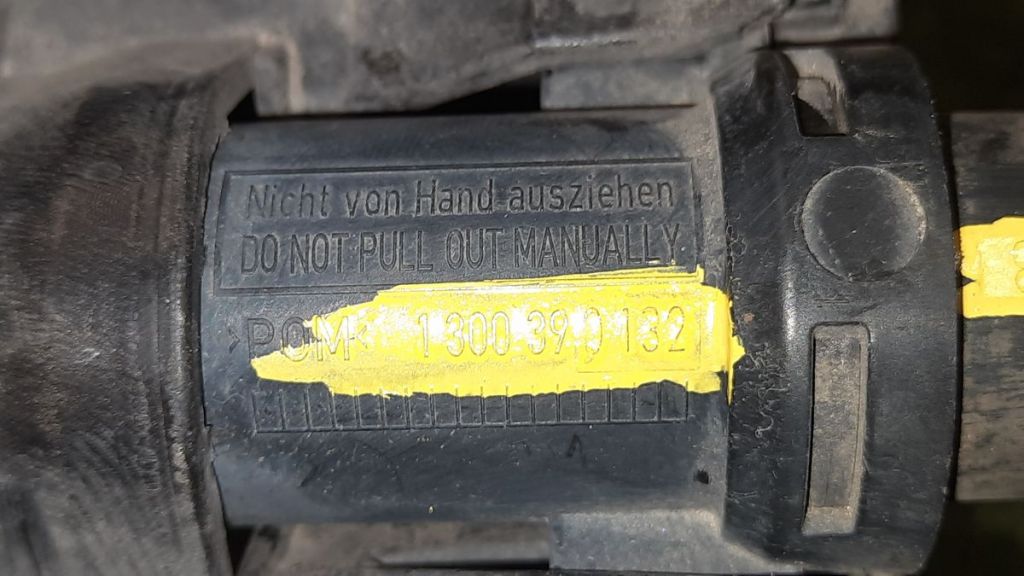 Nicht von Hand ausziehen
DO NOT PULL OUT MANUALLY
>POM< 1 300 390 132